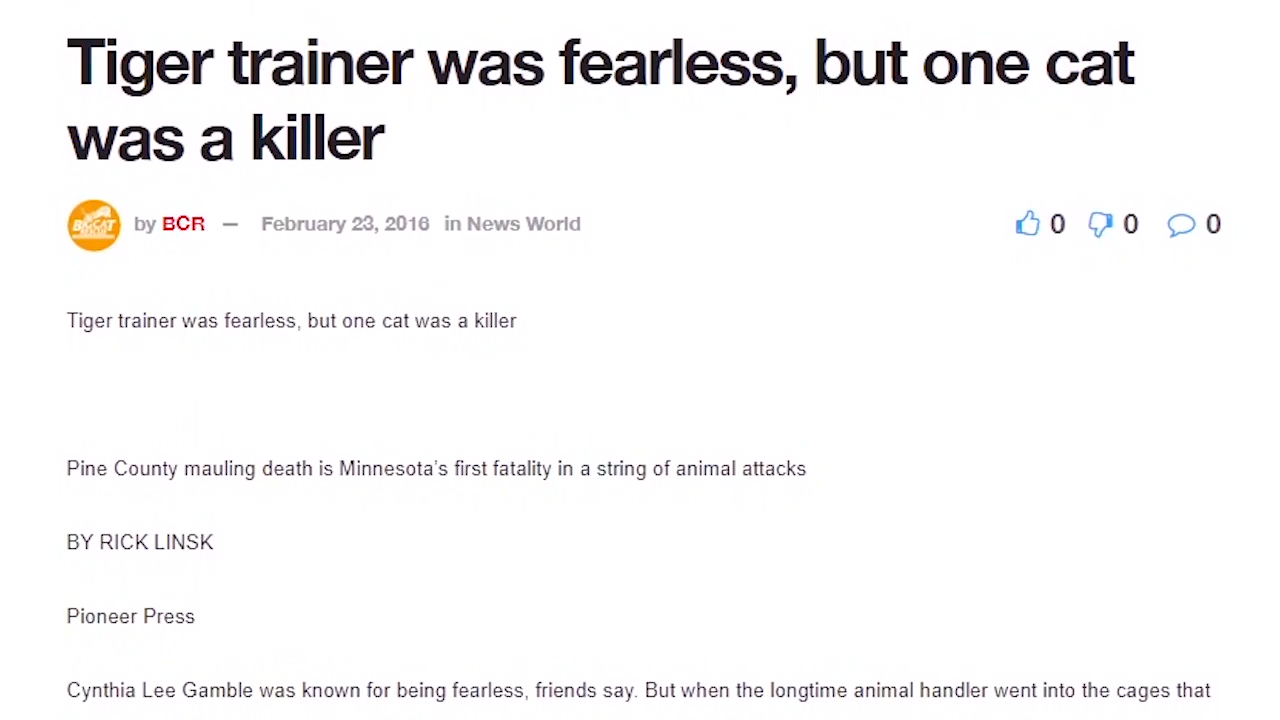 Tiger trainer was fearless, but one cat
was a killer
by BCR — February 23, 2016 in News World 0 0 0
Tiger trainer was fearless, but one cat was a killer
Pine County mauling death is Minnesota's first fatality in a string of animal attacks
BY RICK LINSK
Pioneer Press
Cynthia Lee Gamble was known for being fearless, friends say. But when the longtime animal handler went into the cages that